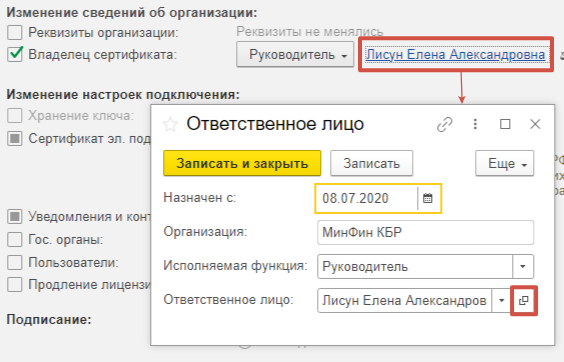 Изменение сведений об организации:
Реквизиты организации: Реквизиты не менялись
Владелец сертификата: Руководитель Лисун Елена Александровна
Изменение настроек подключения:
Хранение ключа:
Сертификат эл. под
Ответственное лицо
Записать и закрыть Записать Еще
Назначен с: 08.07.2020
Организация: МинФин КБР
Уведомления и конт
Гос. органы:
Исполняемая функция: Руководитель
Пользователи:
Продление лицензи
Ответственное лицо: Лисун Елена Александров
Подписание: